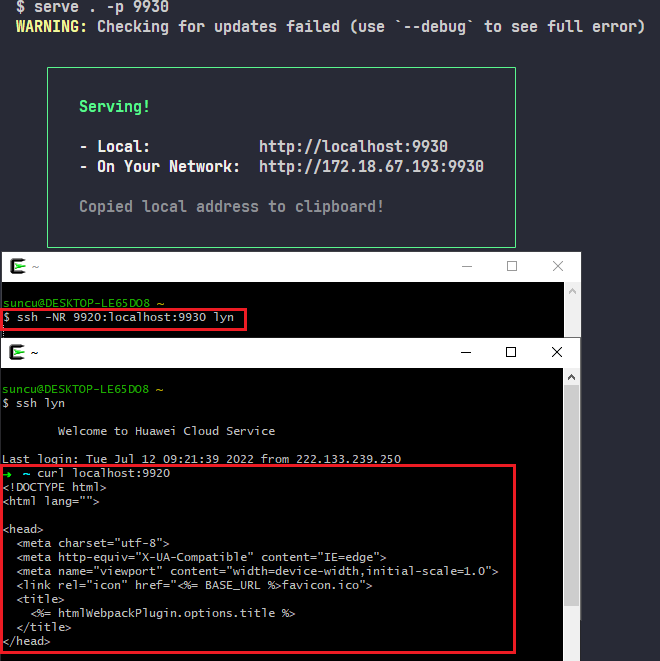 $ serve . -p 9930
WARNING: Checking for updates failed (use `--debug` to see full error)
Serving!
- Local: http://localhost:9930
- On Your Network: http://172.18.67.193:9930
Copied local address to clipboard!
~
suncu@DESKTOP-LE65DO8 ~
$ ssh -NR 9920:localhost:9930 lyn
~
suncu@DESKTOP-LE65DO8 ~
$ ssh lyn
Welcome to Huawei Cloud Service
Last login: Tue Jul 12 09:21:39 2022 from 222.133.239.250
→ ~ curl localhost:9920
<!DOCTYPE html>
<html lang="">
<head>
<meta charset="utf-8">
<meta http-equiv="X-UA-Compatible" content="IE=edge">
<meta name="viewport" content="width=device-width,initial-scale=1.0">
<link rel="icon" href="<%= BASE_URL %>favicon.ico">
<title>
<%= htmlWebpackPlugin.options.title %>
</title>
</head>